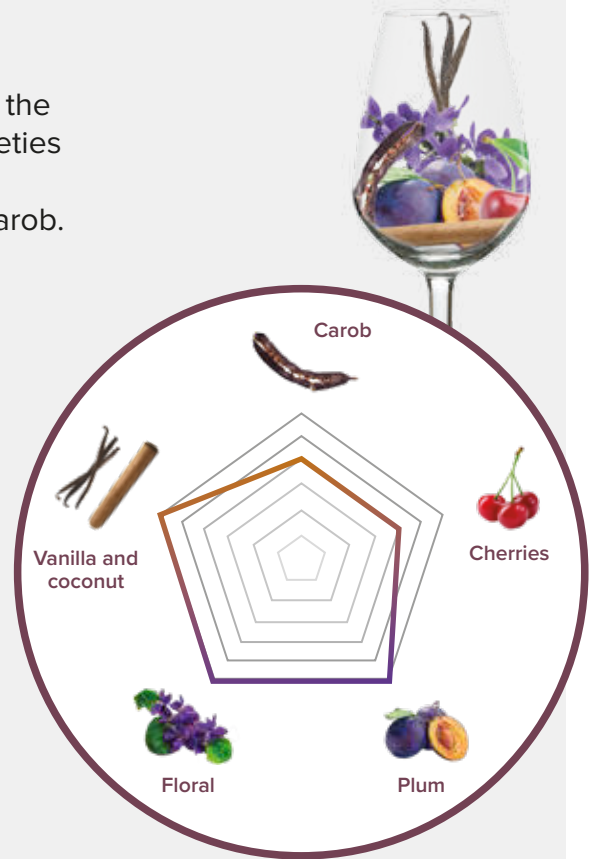 the
eties
arob.
Carob
Cherries
Vanilla and
coconut
Floral
Plum